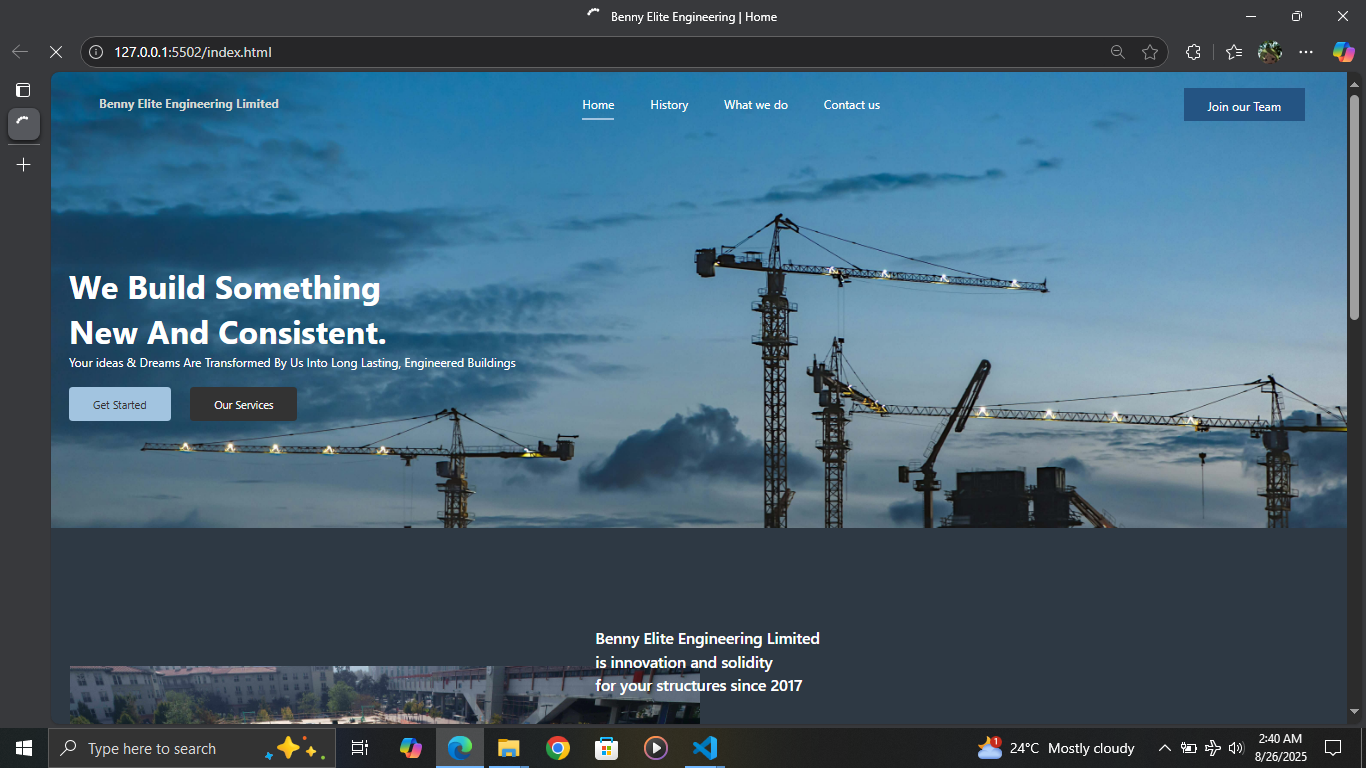 Benny Elite Engineering | Home
127.0.0.1:5502/index.html
Benny Elite Engineering Limited
Home
History
What we do
Contact us
Join our Team
We Build Something
New And Consistent.
Your ideas & Dreams Are Transformed By Us Into Long Lasting, Engineered Buildings
Get Started
Our Services
Benny Elite Engineering Limited
is innovation and solidity
for your structures since 2017
Type here to search
1
24°C Mostly cloudy
2:40 AM
8/26/2025